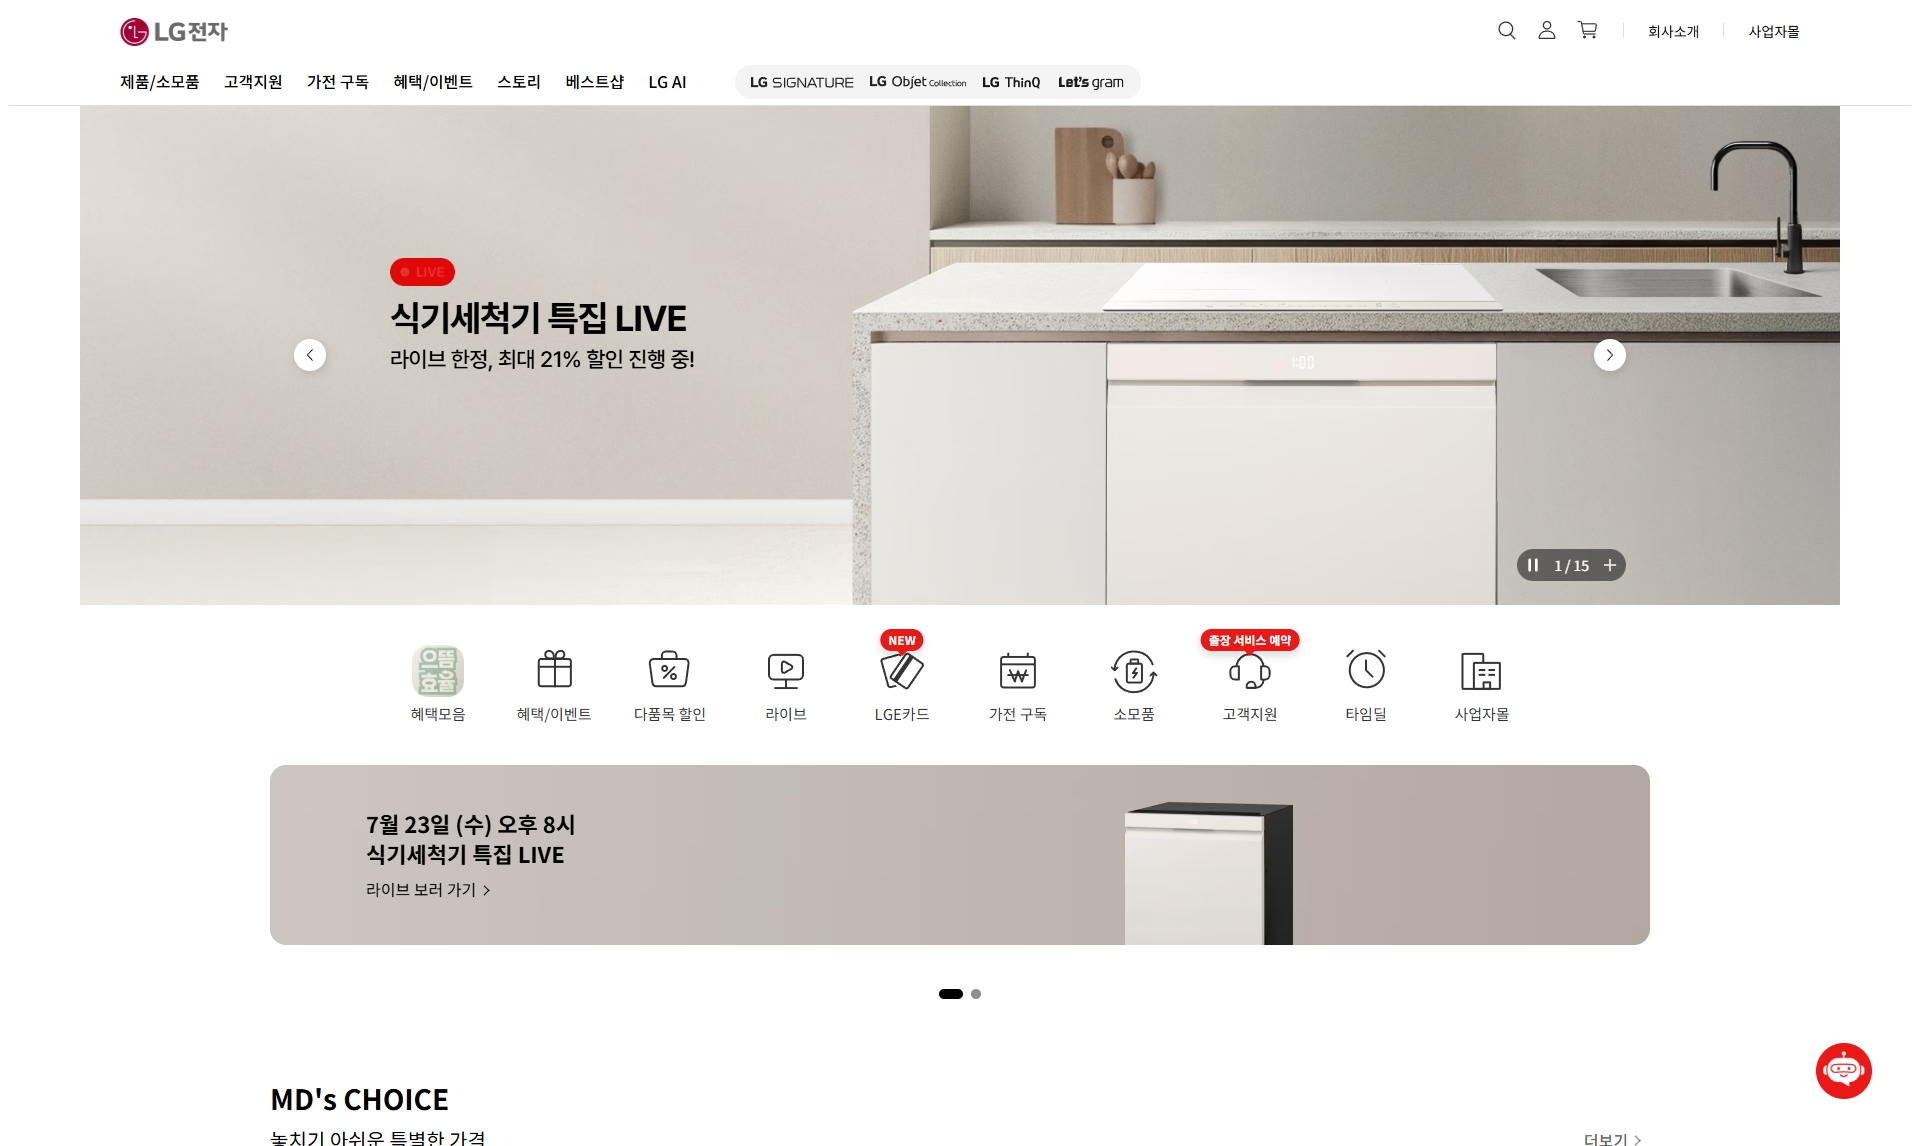 LG전자
회사소개
사업자몰
제품/소모품 고객지원 가전 구독 혜택/이벤트 스토리 베스트샵 LG AI
LG SIGNATURE LG Objet Collection LG ThinQ Let's gram
LIVE
식기세척기 특집 LIVE
라이브 한정, 최대 21% 할인 진행 중!
1:00
1 / 15
NEW
출장 서비스 예약
으뜸
효율
혜택모음 혜택/이벤트 다품목 할인 라이브 LGE카드 가전 구독 소모품 고객지원 타임딜 사업자몰
7월 23일 (수) 오후 8시
식기세척기 특집 LIVE
라이브 보러 가기
MD's CHOICE
놓치기 아쉬운 특별한 가격
더보기